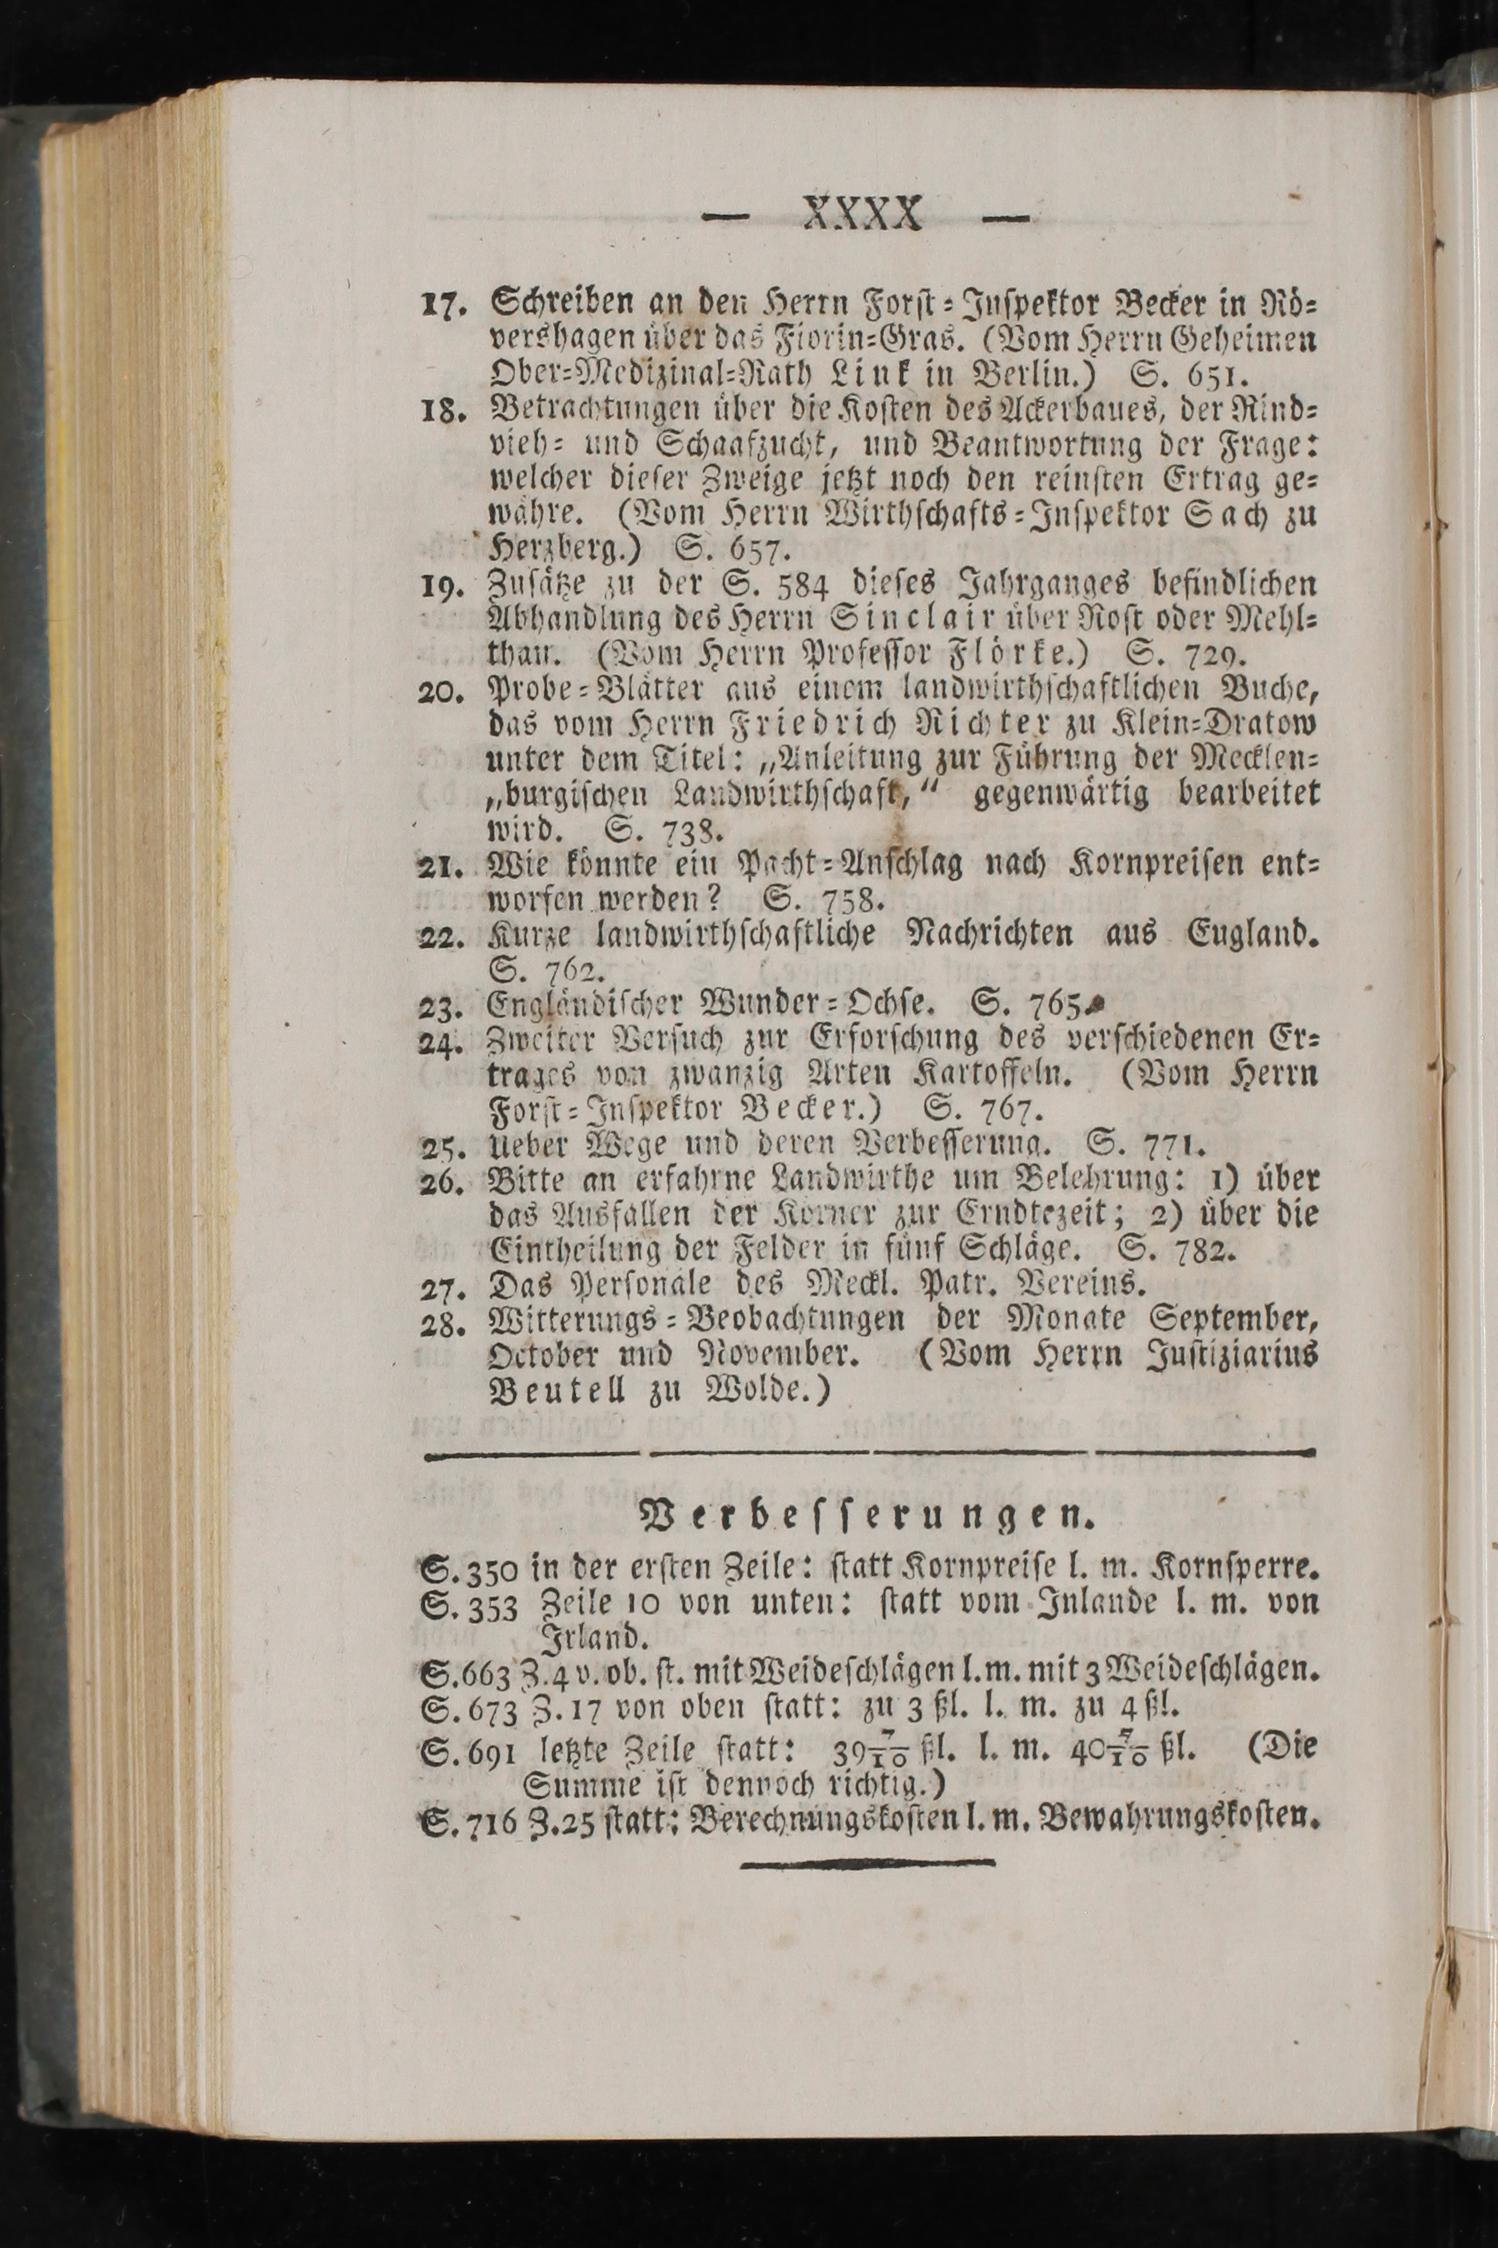 — XXXX —
17. Schreiben an den Herrn Forst=Inspektor Becker in Rö=
vershagen über das Fiorin=Gras. (Vom Herrn Geheimen
Ober=Medizinal=Rath Link in Berlin.) S. 651.
18. Betrachtungen über die Kosten des Ackerbaues, der Rind=
vieh= und Schaafzucht, und Beantwortung der Frage:
welcher dieser Zweige jetzt noch den reinsten Ertrag ge=
währe. (Vom Herrn Wirthschafts=Inspektor Sach zu
Herzberg.) S. 657.
19. Zusätze zu der S. 584 dieses Jahrganges befindlichen
Abhandlung des Herrn Sinclair über Rost oder Mehl=
thau. (Vom Herrn Professor Flörke.) S. 729.
20. Probe=Blätter aus einem landwirthschaftlichen Buche,
das vom Herrn Friedrich Richter zu Klein=Dratow
unter dem Titel: „Anleitung zur Führung der Mecklen=
„burgischen Landwirthschaft,“ gegenwärtig bearbeitet
wird. S. 738.
21. Wie könnte ein Pacht=Anschlag nach Kornpreisen ent=
worfen werden? S. 758.
22. Kurze landwirthschaftliche Nachrichten aus England.
S. 762.
23. Engländischer Wunder=Ochse. S. 765.
24. Zweiter Versuch zur Erforschung des verschiedenen Er=
trages von zwanzig Arten Kartoffeln. (Vom Herrn
Forst=Inspektor Becker.) S. 767.
25. Ueber Wege und deren Verbesserung. S. 771.
26. Bitte an erfahrne Landwirthe um Belehrung: 1) über
das Ausfallen der Körner zur Erndtezeit; 2) über die
Eintheilung der Felder in fünf Schläge. S. 782.
27. Das Personale des Meckl. Patr. Vereins.
28. Witterungs=Beobachtungen der Monate September,
October und November. (Vom Herrn Justiziarius
Beutell zu Wolde.)
Verbesserungen.
S. 350 in der ersten Zeile: statt Kornpreise l. m. Kornsperre.
S. 353 Zeile 10 von unten: statt vom Inlande l. m. von
Irland.
S. 663 Z. 4 v. ob. st. mit Weideschlägen l. m. mit 3 Weideschlägen.
S. 673 Z. 17 von oben statt: zu 3 ßl. l. m. zu 4 ßl.
S. 691 letzte Zeile statt: 39 7/10 ßl. l. m. 40 7/10 ßl. (Die
Summe ist dennoch richtig.)
S. 716 Z. 25 statt: Berechnungskosten l. m. Bewahrungskosten.